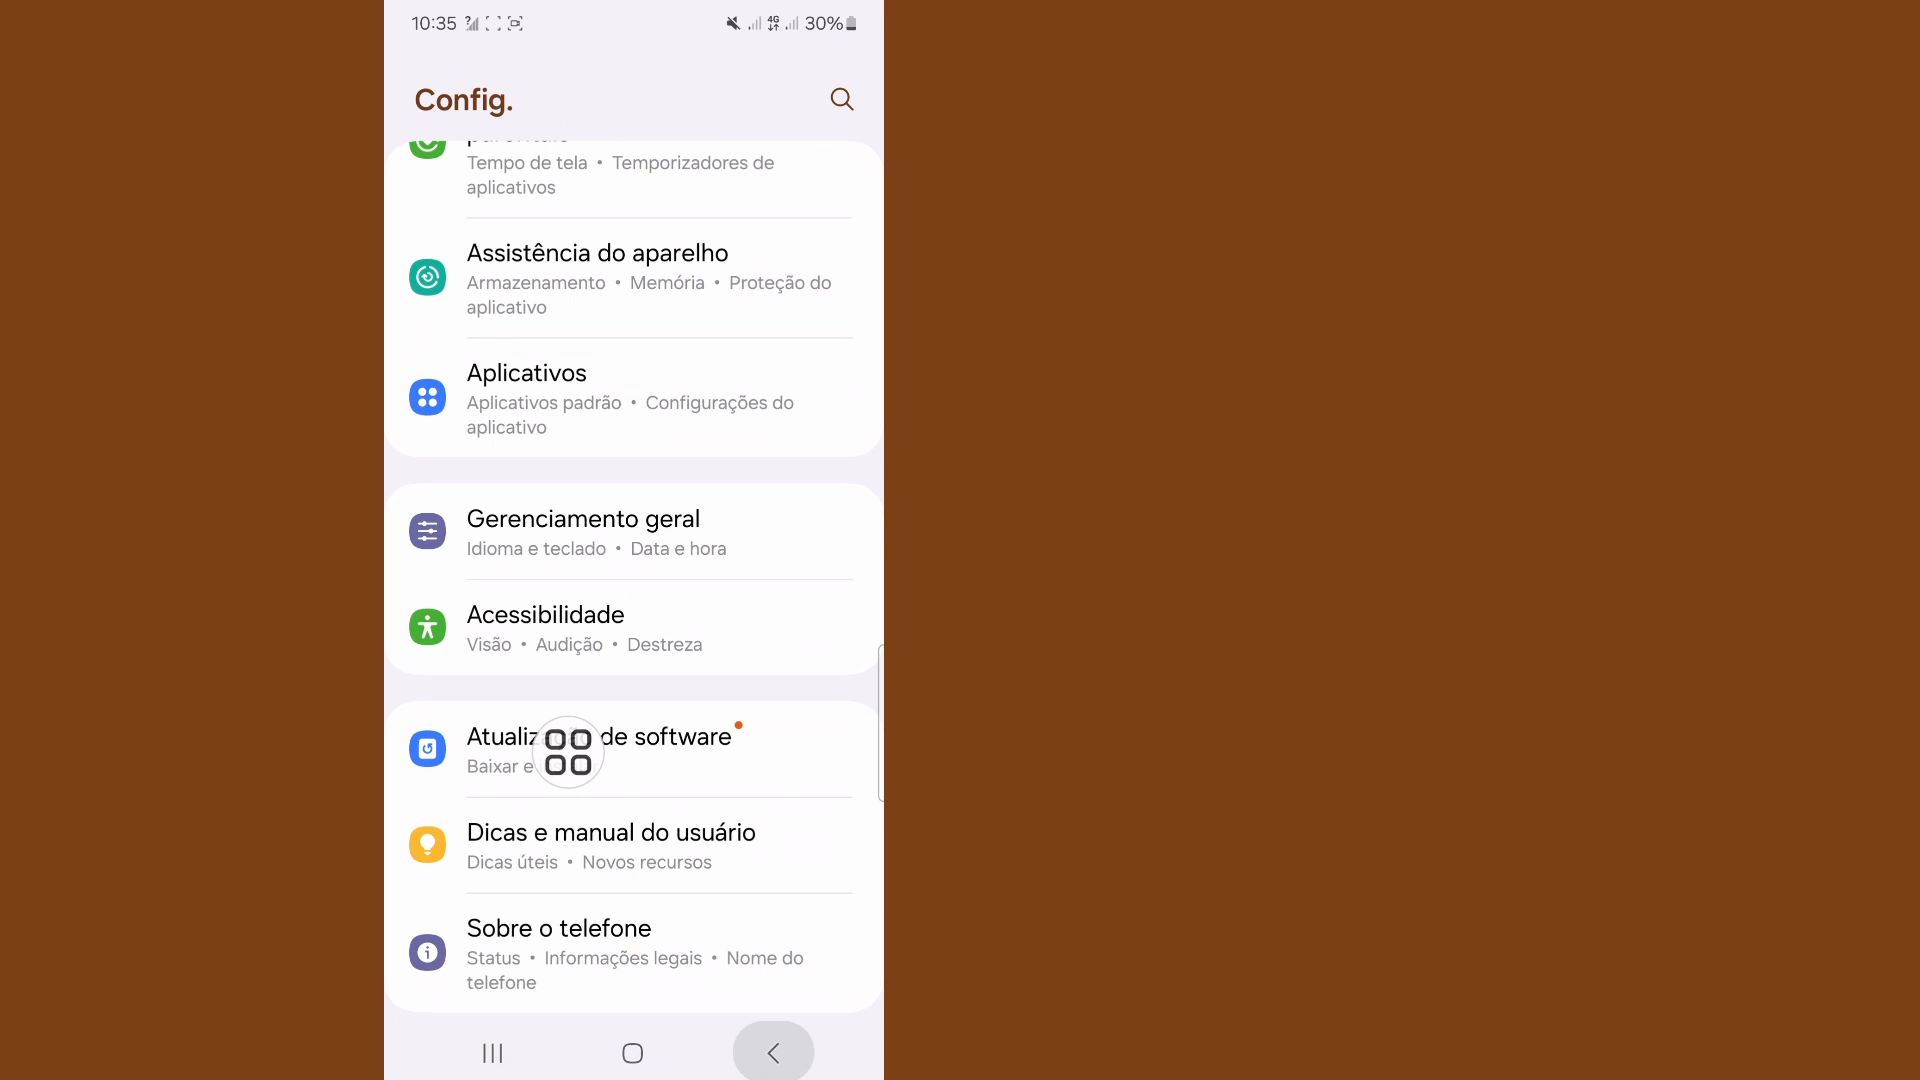 10:35
4G
30%
Config.
Tempo de tela • Temporizadores de
aplicativos
Assistência do aparelho
Armazenamento • Memória • Proteção do
aplicativo
Aplicativos
Aplicativos padrão • Configurações do
aplicativo
Gerenciamento geral
Idioma e teclado • Data e hora
Acessibilidade
Visão • Audição • Destreza
Atualização de software
Baixar e
Dicas e manual do usuário
Dicas úteis • Novos recursos
Sobre o telefone
Status • Informações legais • Nome do
telefone